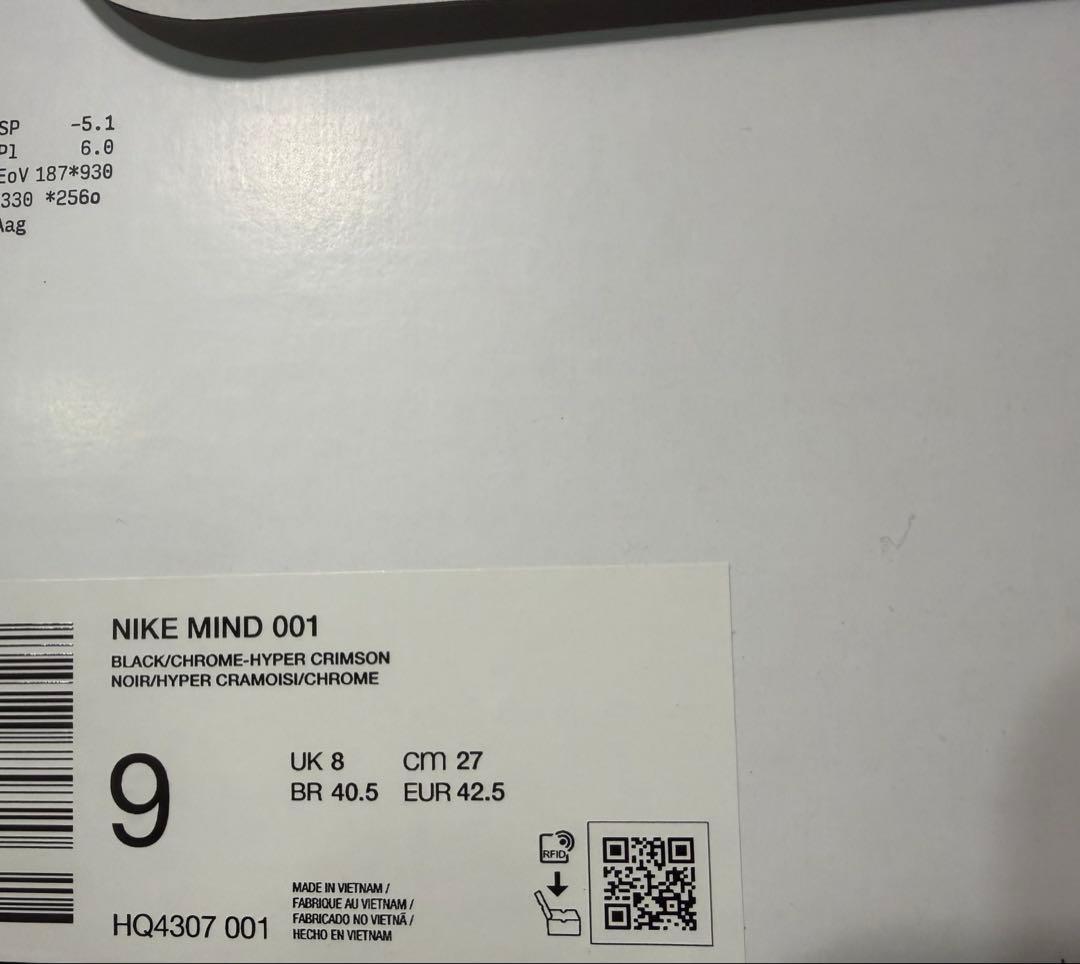 SP -5.1
Pl 6.0
EoV 187*930
330 *256o
Aag
NIKE MIND 001
BLACK/CHROME-HYPER CRIMSON
NOIR/HYPER CRAMOISI/CHROME
9
UK 8 cm 27
BR 40.5 EUR 42.5
RFID
MADE IN VIETNAM /
FABRIQUE AU VIETNAM /
FABRICADO NO VIETNÃ /
HECHO EN VIETNAM
HQ4307 001